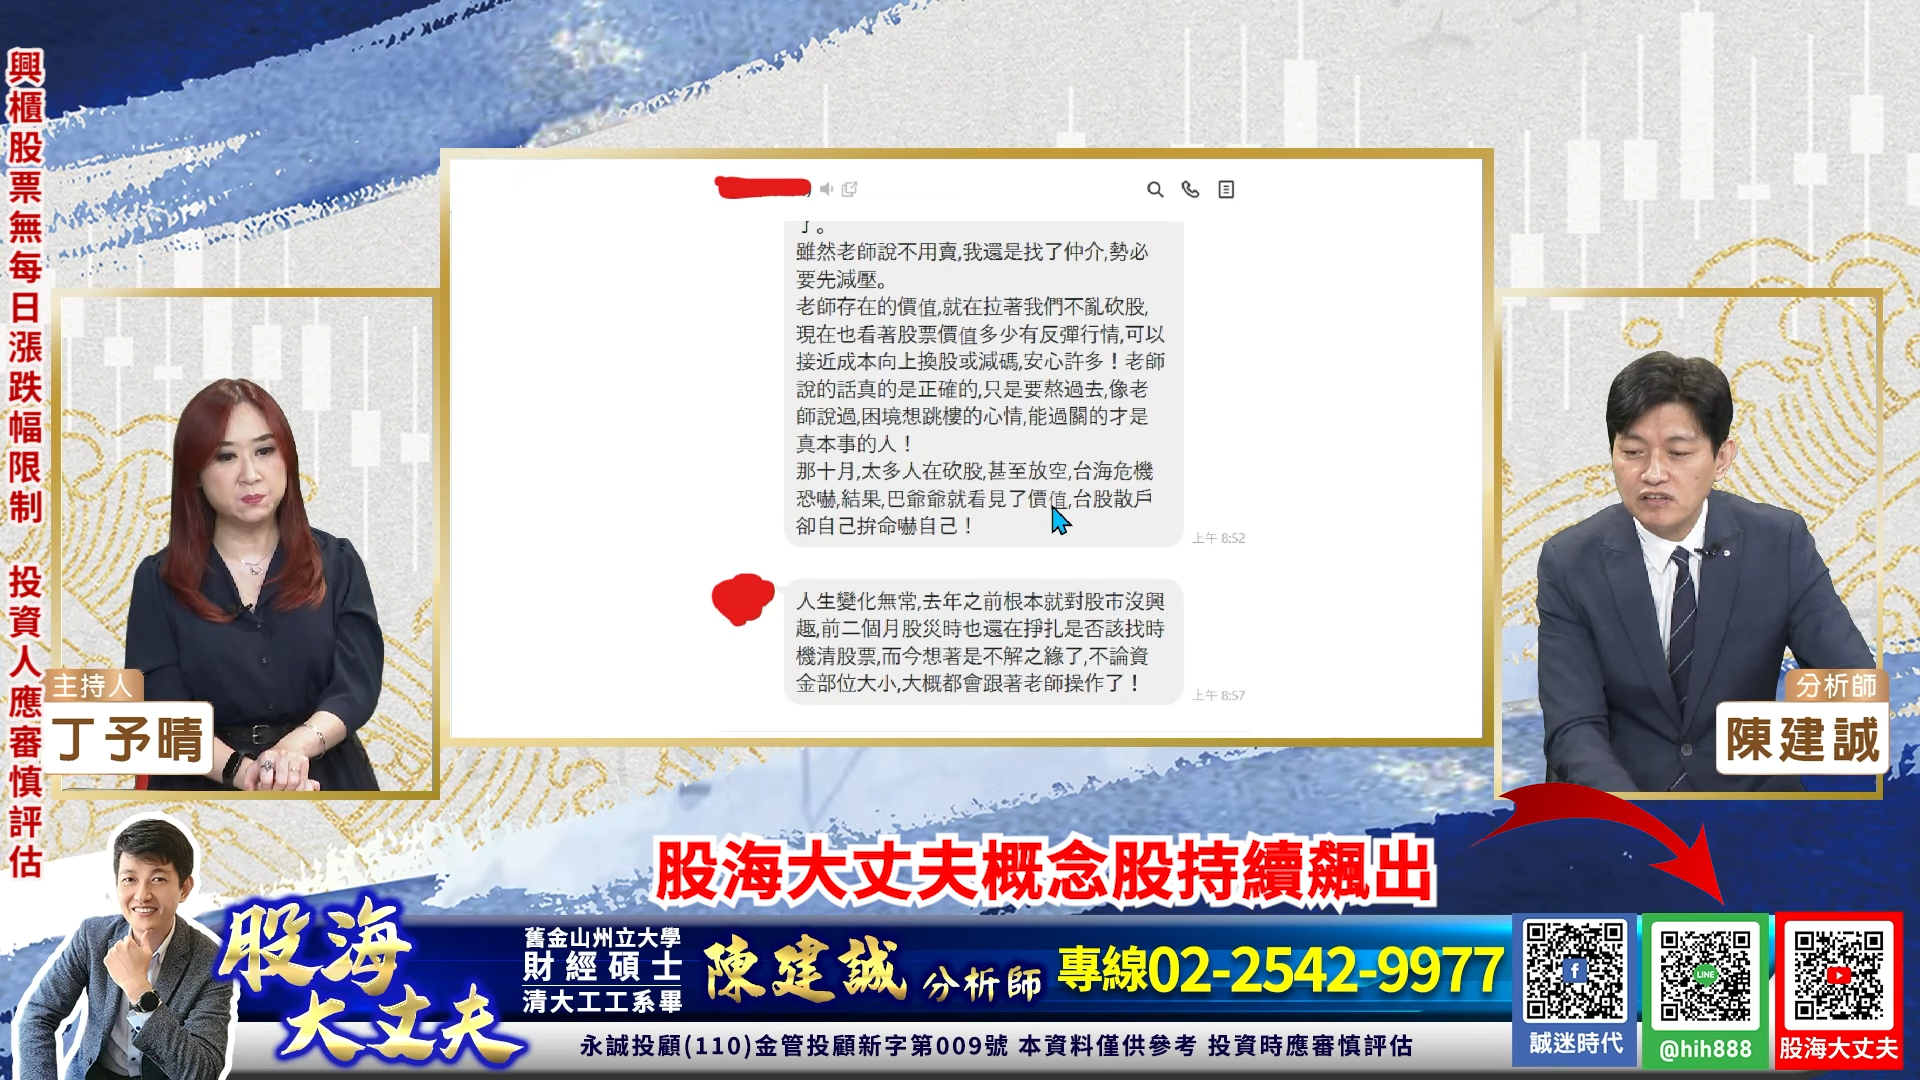 興櫃股票無每日漲跌幅限制 投資人應審慎評估
了。
雖然老師說不用賣,我還是找了仲介,勢必
要先減壓。
老師存在的價值,就在拉著我們不亂砍股,
現在也看著股票價值多少有反彈行情,可以
接近成本向上換股或減碼,安心許多!老師
說的話真的是正確的,只是要熬過去,像老
師說過,困境想跳樓的心情,能過關的才是
真本事的人!
那十月,太多人在砍股,甚至放空,台海危機
恐嚇,結果,巴爺爺就看見了價值,台股散戶
卻自己拚命嚇自己!
上午 8:52
人生變化無常,去年之前根本就對股市沒興
趣,前二個月股災時也還在掙扎是否該找時
機清股票,而今想著是不解之緣了,不論資
金部位大小,大概都會跟著老師操作了!
上午 8:57
主持人
丁予晴
分析師
陳建誠
股海大丈夫概念股持續飆出
股海
大丈夫
舊金山州立大學
財經碩士
清大工工系畢
陳建誠 分析師
專線02-2542-9977
永誠投顧(110)金管投顧新字第009號 本資料僅供參考 投資時應審慎評估
誠迷時代
LINE
@hih888
股海大丈夫